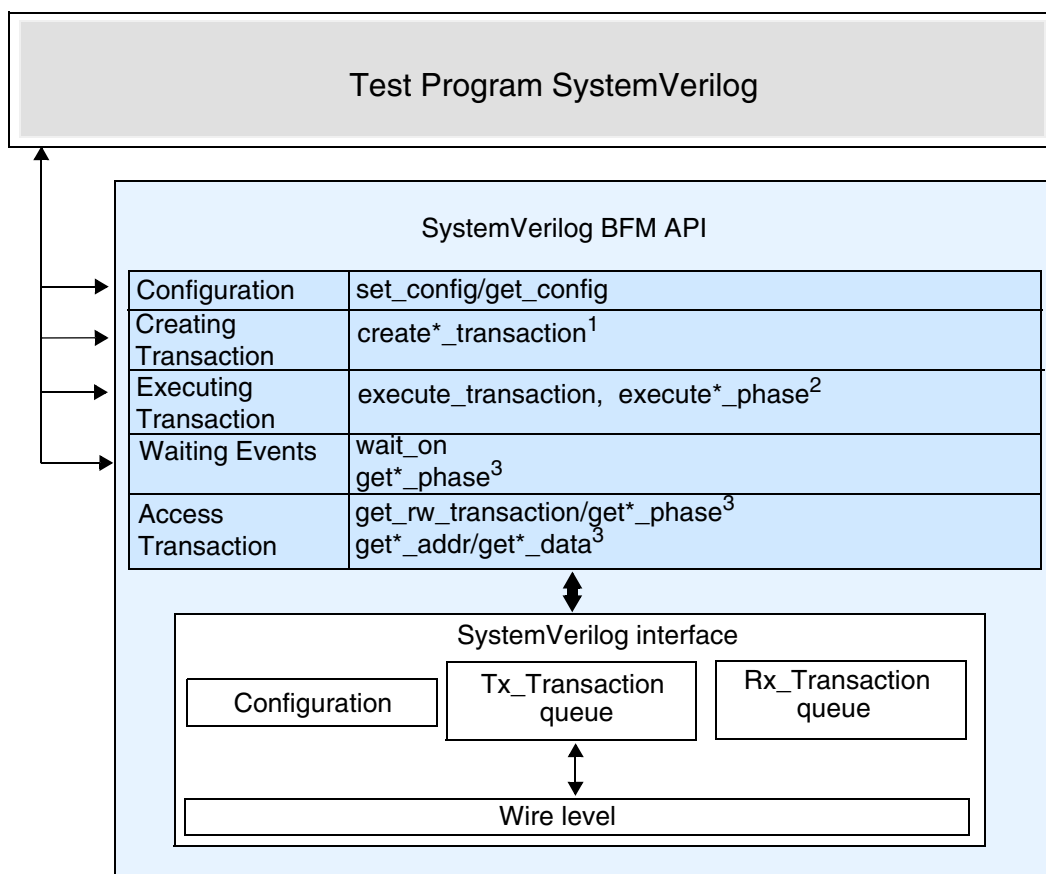 Test Program SystemVerilog
SystemVerilog BFM API
Configuration set_config/get_config
Creating
Transaction
create*_transaction1
Executing
Transaction
execute_transaction, execute*_phase2
Waiting Events
wait_on
get*_phase3
Access
Transaction
get_rw_transaction/get*_phase3
get*_addr/get*_data3
SystemVerilog interface
Configuration
Tx_Transaction
queue
Rx_Transaction
queue
Wire level